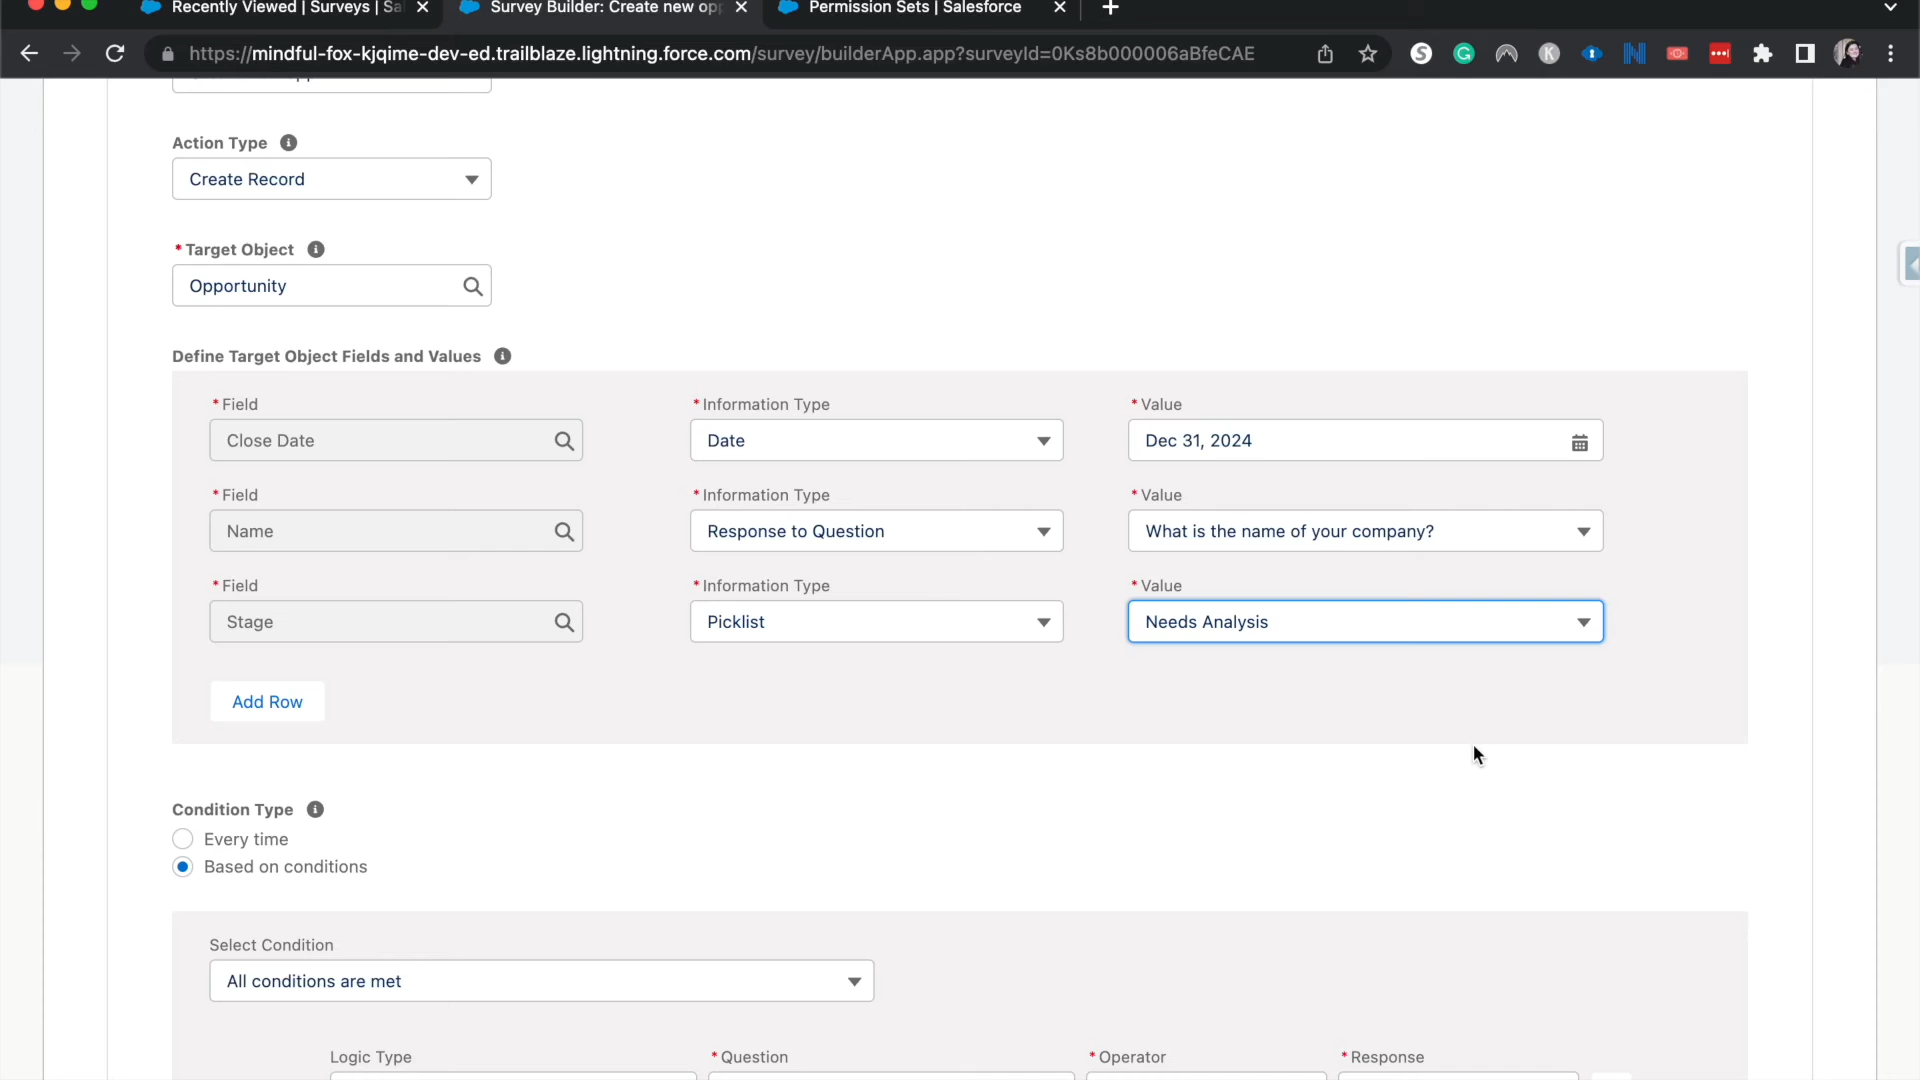 Recently Viewed | Surveys | Sa
Survey Builder: Create new opp
Permission Sets | Salesforce
https://mindful-fox-kjqime-dev-ed.trailblaze.lightning.force.com/survey/builderApp.app?surveyId=0Ks8b000006aBfeCAE
Action Type
Create Record
* Target Object
Opportunity
Define Target Object Fields and Values
* Field
* Information Type
* Value
Close Date
Date
Dec 31, 2024
* Field
* Information Type
* Value
Name
Response to Question
What is the name of your company?
* Field
* Information Type
* Value
Stage
Picklist
Needs Analysis
Add Row
Condition Type
Every time
Based on conditions
Select Condition
All conditions are met
Logic Type
* Question
* Operator
* Response